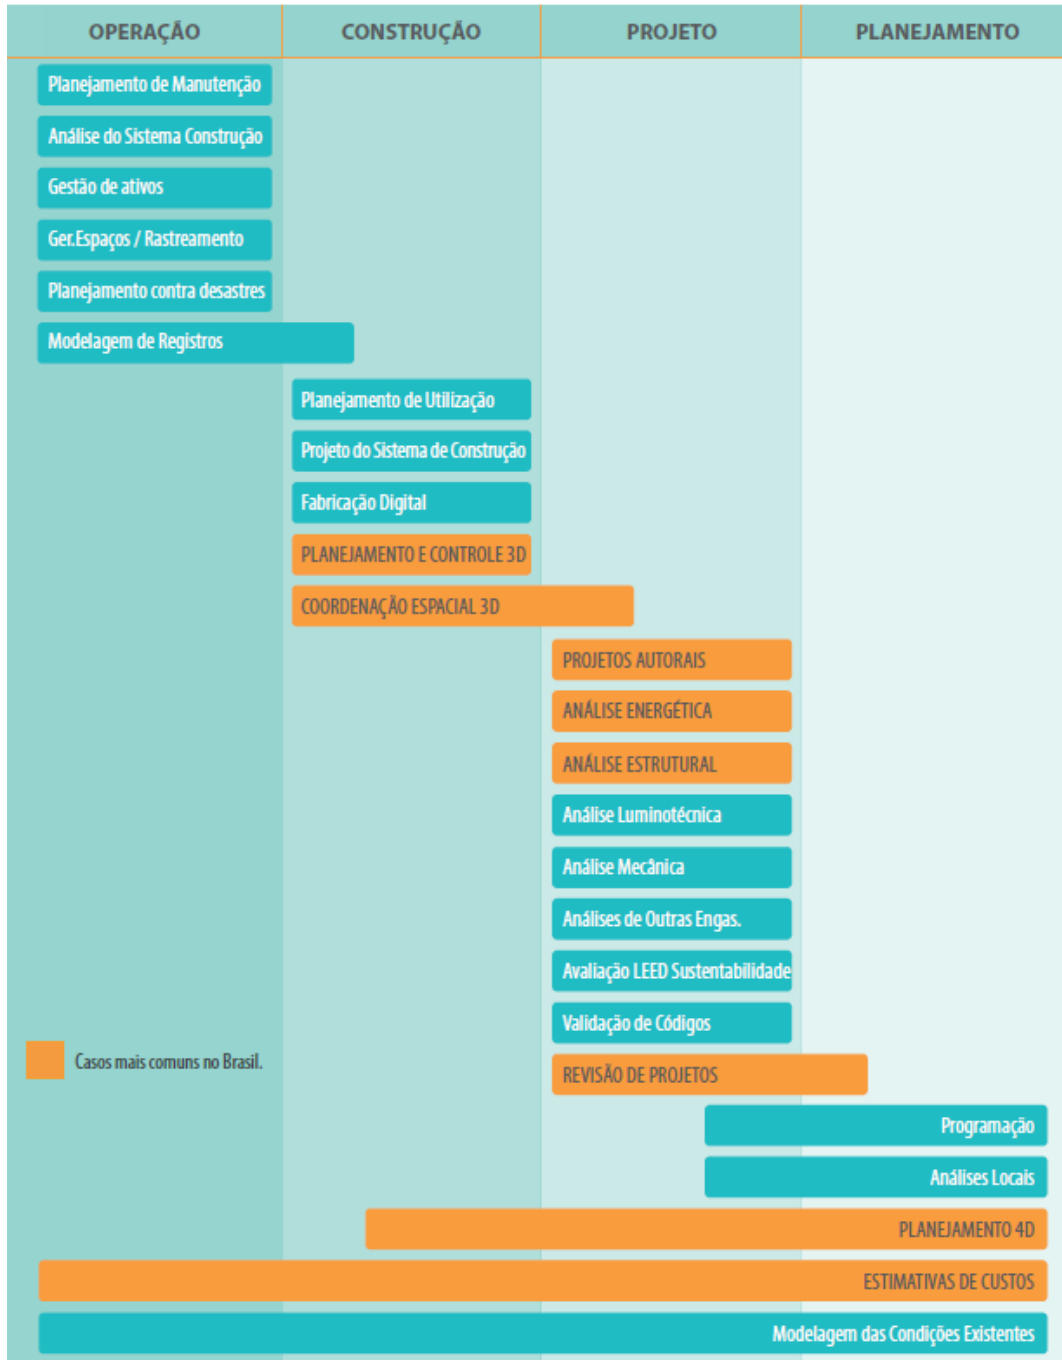 OPERAÇÃO
CONSTRUÇÃO
PROJETO
PLANEJAMENTO
Planejamento de Manutenção
Análise do Sistema Construção
Gestão de ativos
Ger.Espaços / Rastreamento
Planejamento contra desastres
Modelagem de Registros
Planejamento de Utilização
Projeto do Sistema de Construção
Fabricação Digital
PLANEJAMENTO E CONTROLE 3D
COORDENAÇÃO ESPACIAL 3D
PROJETOS AUTORAIS
ANÁLISE ENERGÉTICA
ANÁLISE ESTRUTURAL
Análise Luminotécnica
Análise Mecânica
Análises de Outras Engas.
Avaliação LEED Sustentabilidade
Validação de Códigos
Casos mais comuns no Brasil.
REVISÃO DE PROJETOS
Programação
Análises Locais
PLANEJAMENTO 4D
ESTIMATIVAS DE CUSTOS
Modelagem das Condições Existentes